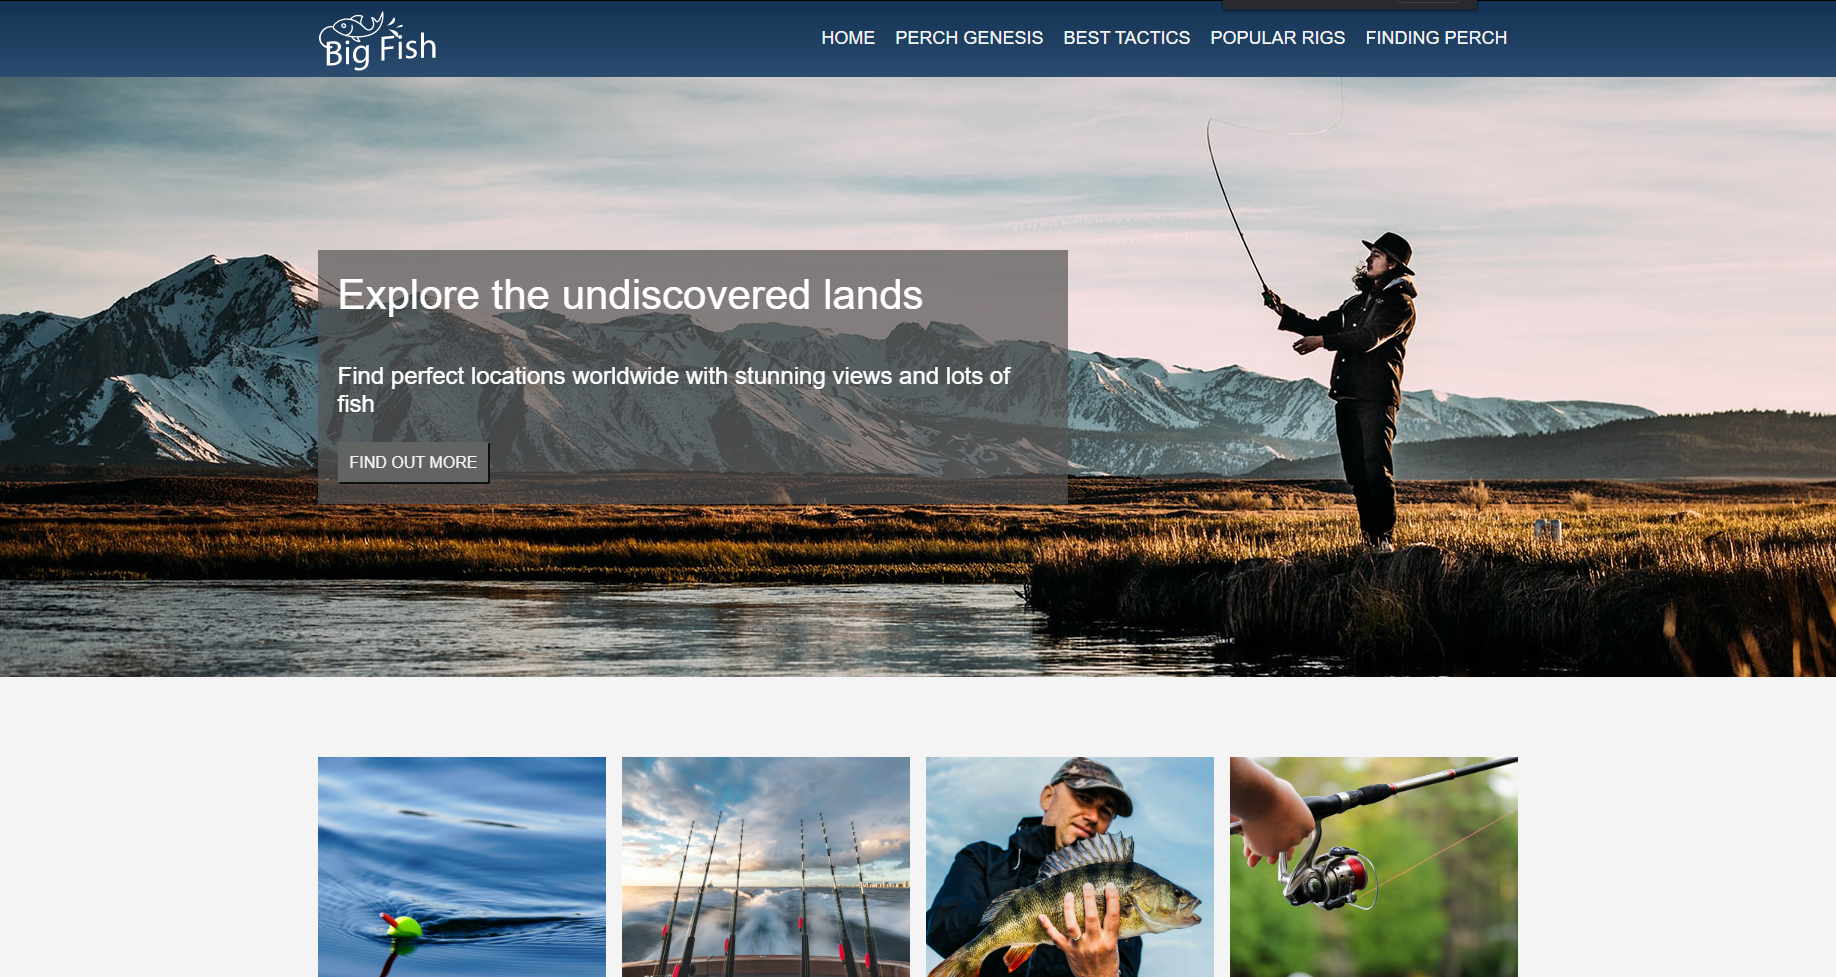 Big Fish
HOME PERCH GENESIS BEST TACTICS POPULAR RIGS FINDING PERCH
Explore the undiscovered lands
Find perfect locations worldwide with stunning views and lots of
fish
FIND OUT MORE